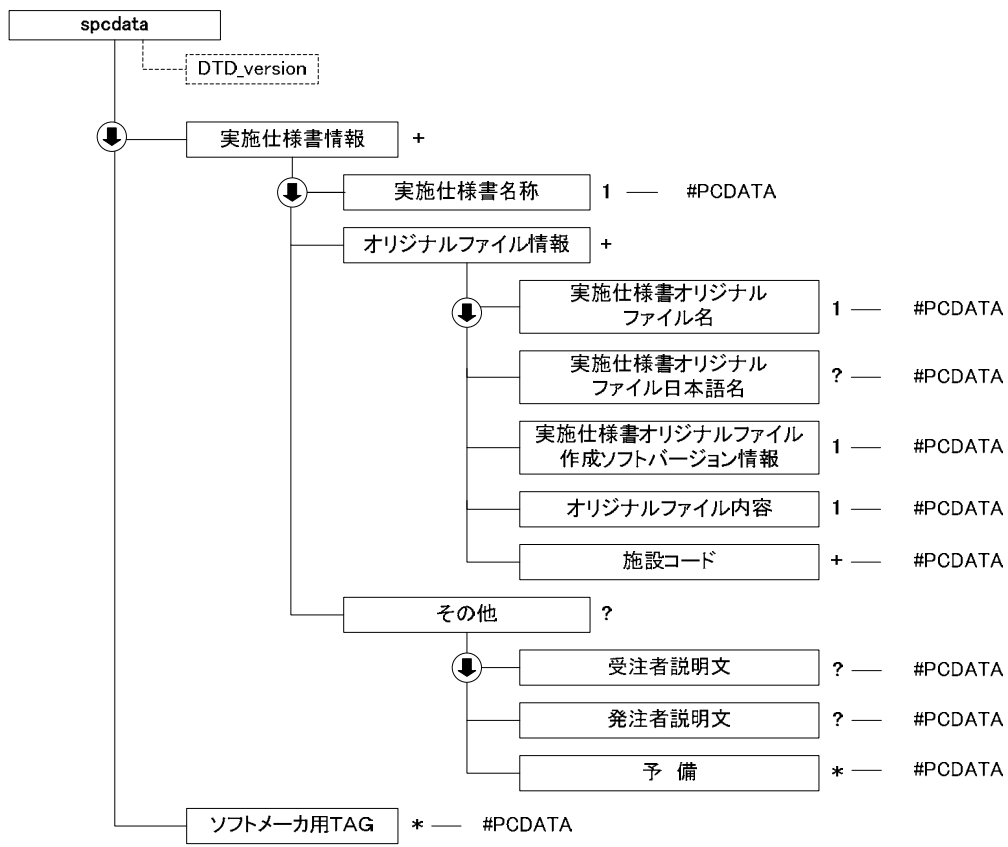 spcdata
DTD_version
実施仕様書情報 +
実施仕様書名称 1 #PCDATA
オリジナルファイル情報 +
実施仕様書オリジナル
ファイル名 1 #PCDATA
実施仕様書オリジナル
ファイル日本語名 ? #PCDATA
実施仕様書オリジナルファイル
作成ソフトバージョン情報 1 #PCDATA
オリジナルファイル内容 1 #PCDATA
施設コード + #PCDATA
その他 ?
受注者説明文 ? #PCDATA
発注者説明文 ? #PCDATA
予 備 * #PCDATA
ソフトメーカ用TAG * #PCDATA